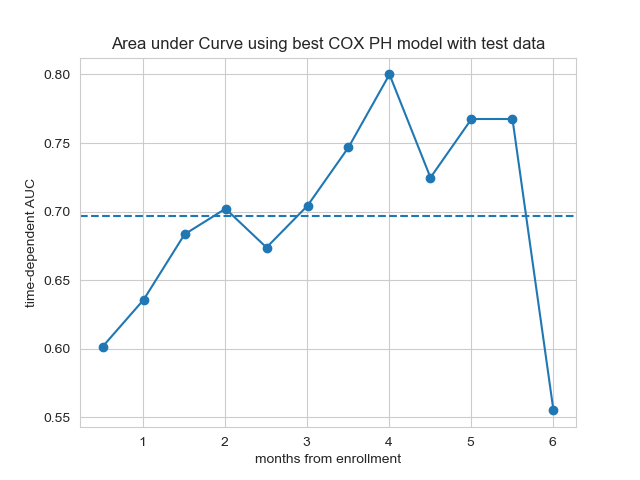 Area under Curve using best COX PH model with test data
time-dependent AUC
0.80
0.75
0.70
0.65
0.60
0.55
1 2 3 4 5 6
months from enrollment